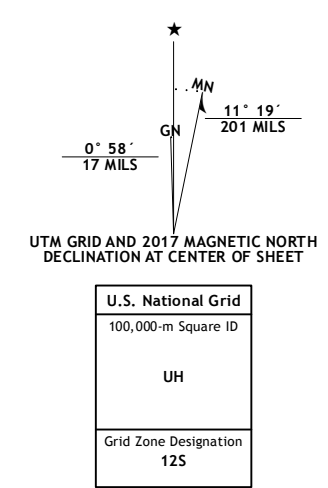 ★
MN
GN
11° 19´
201 MILS
0° 58´
17 MILS
UTM GRID AND 2017 MAGNETIC NORTH
DECLINATION AT CENTER OF SHEET
U.S. National Grid
100,000-m Square ID
UH
Grid Zone Designation
12S